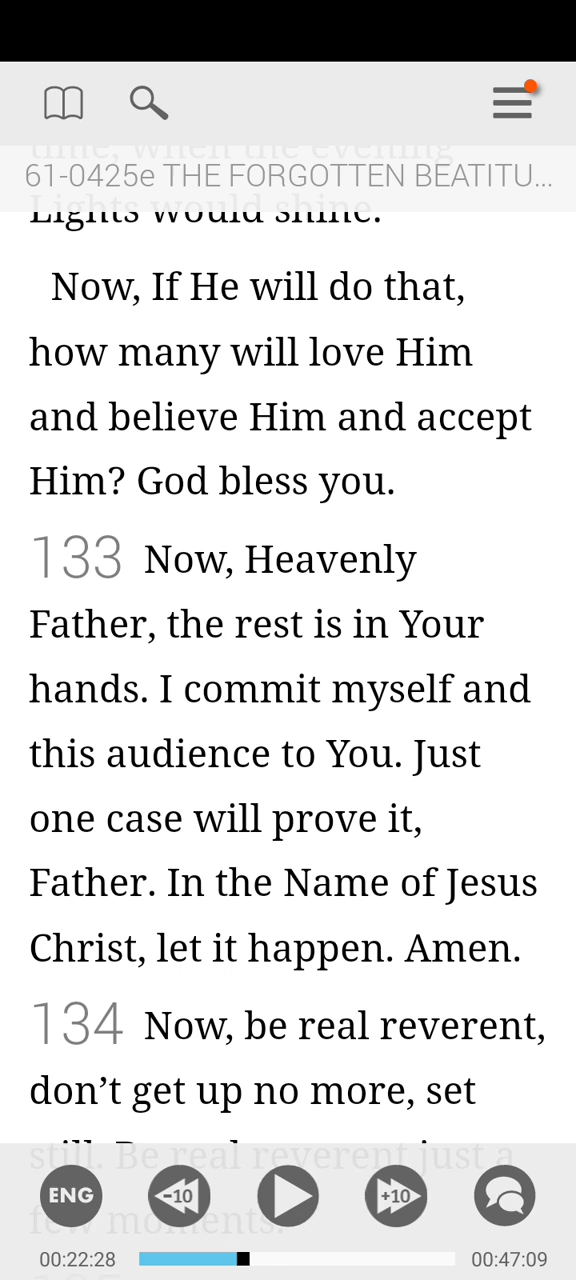 time, when the evening
61-0425e THE FORGOTTEN BEATITU...
Lights would shine.
Now, If He will do that,
how many will love Him
and believe Him and accept
Him? God bless you.
133 Now, Heavenly
Father, the rest is in Your
hands. I commit myself and
this audience to You. Just
one case will prove it,
Father. In the Name of Jesus
Christ, let it happen. Amen.
134 Now, be real reverent,
don’t get up no more, set
still. Be real reverent just a
ENG -10 +10
few moments.
00:22:28 00:47:09